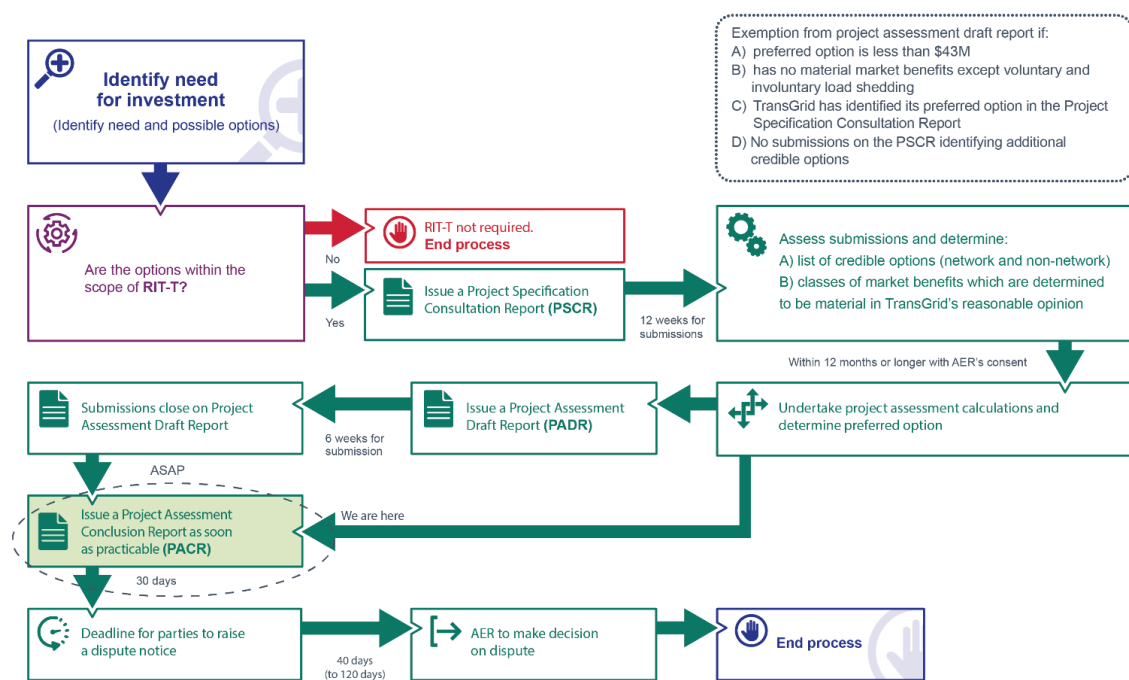 Identify need
for investment
(Identify need and possible options)
Exemption from project assessment draft report if:
A) preferred option is less than $43M
B) has no material market benefits except voluntary and
involuntary load shedding
C) TransGrid has identified its preferred option in the Project
Specification Consultation Report
D) No submissions on the PSCR identifying additional
credible options
Are the options within the
scope of RIT-T?
No
Yes
RIT-T not required.
End process
Issue a Project Specification
Consultation Report (PSCR)
12 weeks for
submissions
Assess submissions and determine:
A) list of credible options (network and non-network)
B) classes of market benefits which are determined
to be material in TransGrid's reasonable opinion
Within 12 months or longer with AER's consent
Undertake project assessment calculations and
determine preferred option
Issue a Project Assessment
Draft Report (PADR)
6 weeks for
submission
Submissions close on Project
Assessment Draft Report
ASAP
Issue a Project Assessment
Conclusion Report as soon
as practicable (PACR)
We are here
30 days
Deadline for parties to raise
a dispute notice
40 days
(to 120 days)
AER to make decision
on dispute
End process